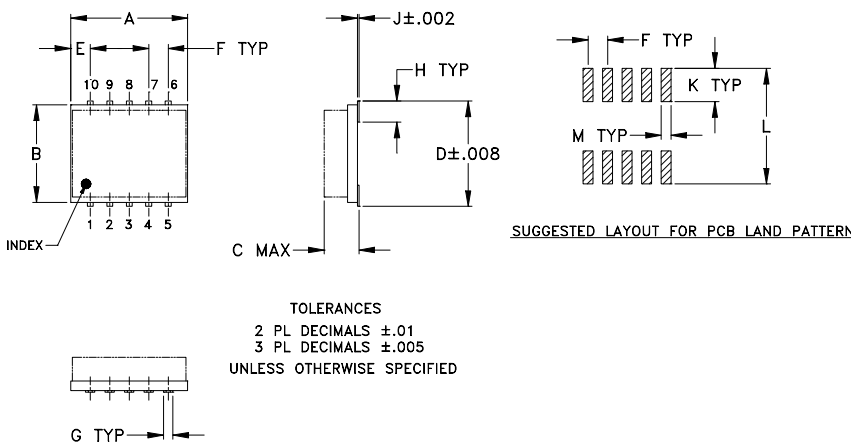 A
J±.002
E
F TYP
F TYP
H TYP
10 9 8 7 6
K TYP
M TYP
B
D±.008
L
1 2 3 4 5
INDEX
C MAX
SUGGESTED LAYOUT FOR PCB LAND PATTERN
TOLERANCES
2 PL DECIMALS ±.01
3 PL DECIMALS ±.005
UNLESS OTHERWISE SPECIFIED
G TYP